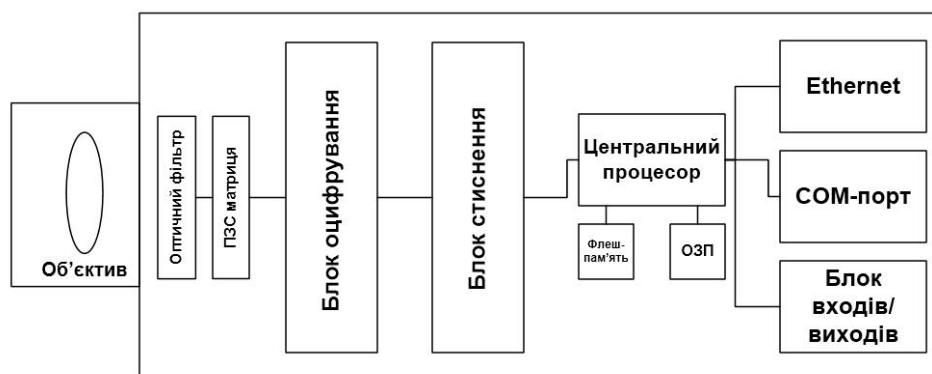 Об’єктив
Оптичний фільтр
ПЗС матриця
Блок оцифрування
Блок стиснення
Центральний
процесор
Флеш-
пам’ять
ОЗП
Ethernet
COM-порт
Блок
входів/
виходів